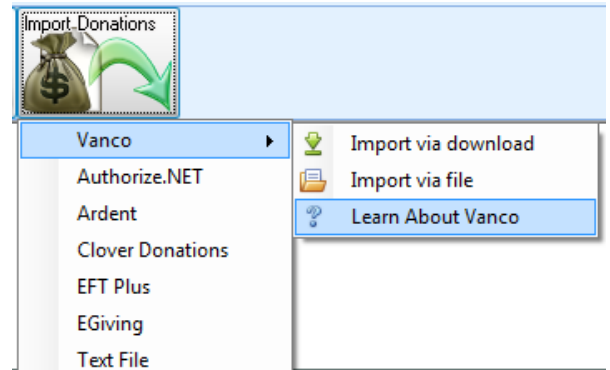 Import Donations
Vanco
Import via download
Authorize.NET
Import via file
Ardent
Learn About Vanco
Clover Donations
EFT Plus
EGiving
Text File